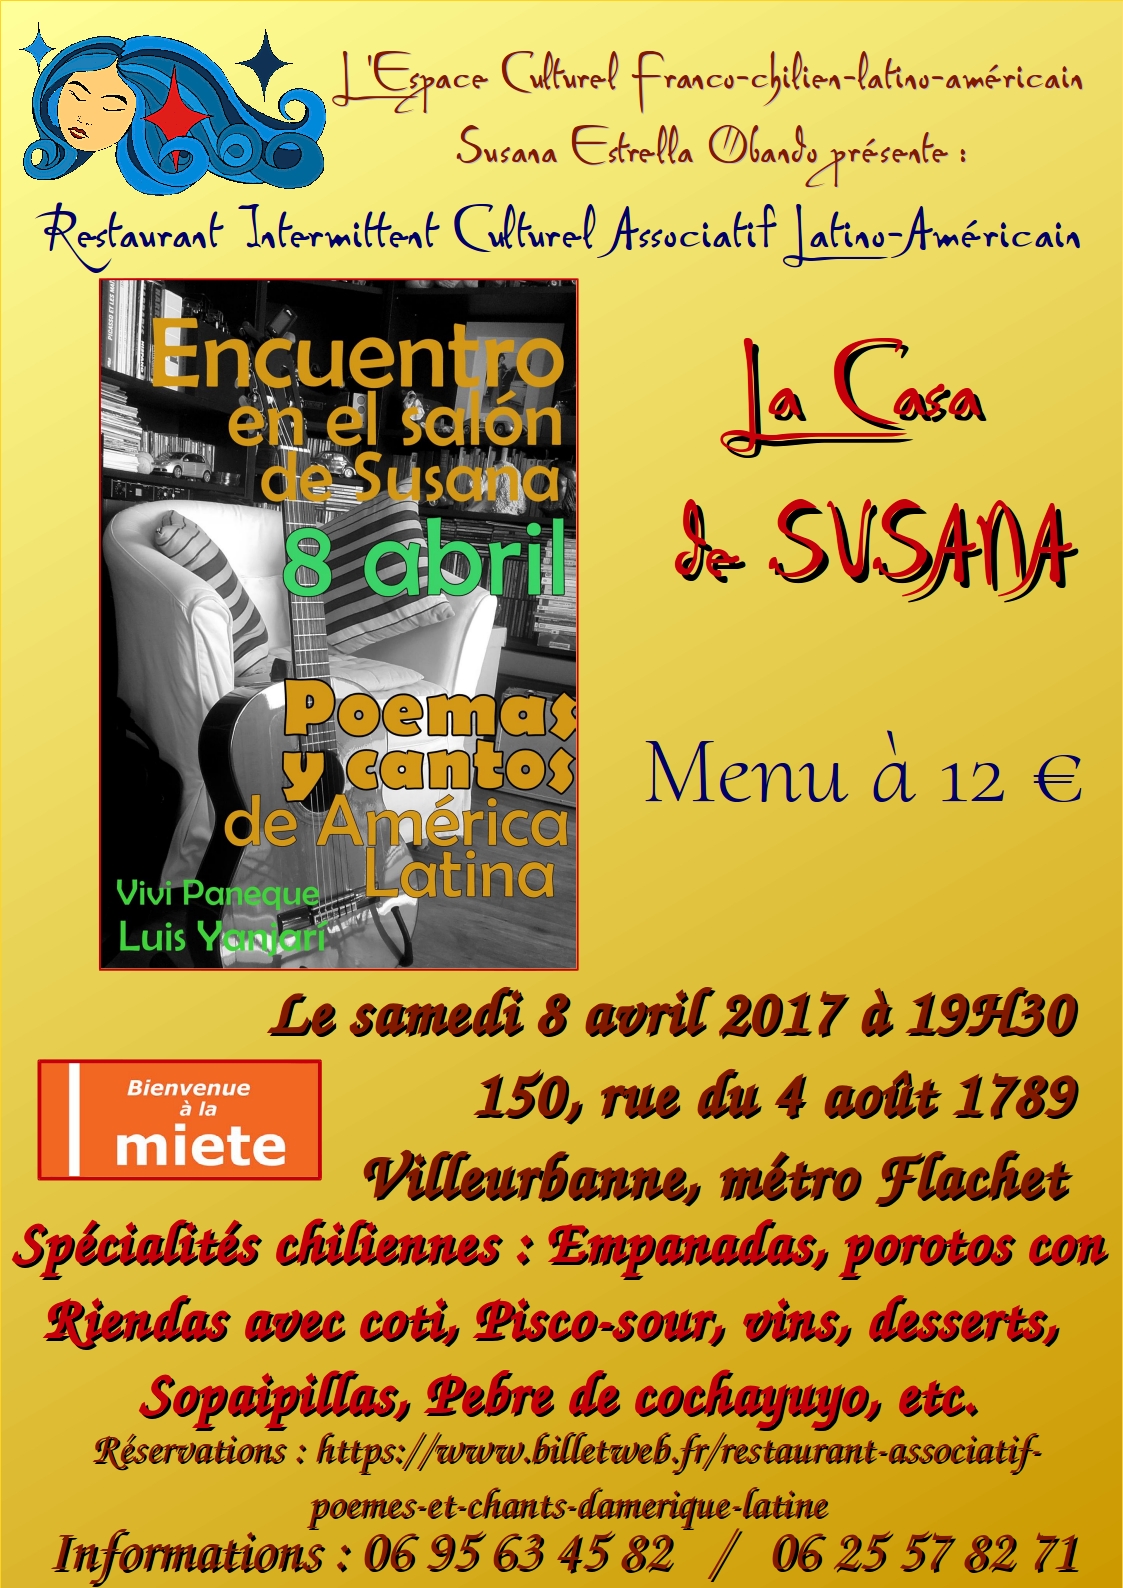 L'Espace Culturel Franco-chilien-latino-américain
Susana Estrella Obando présente :
Restaurant Intermittent Culturel Associatif Latino-Américain
Encuentro
en el salón
de Susana
8 abril
Poemas
y cantos
de América
Latina
Vivi Paneque
Luis Yanjarí
La Casa
de SUSANA
Menu à 12 €
Le samedi 8 avril 2017 à 19H30
150, rue du 4 août 1789
Villeurbanne, métro Flachet
Bienvenue
à la
miete
Spécialités chiliennes : Empanadas, porotos con
Riendas avec coti, Pisco-sour, vins, desserts,
Sopaipillas, Pebre de cochayuyo, etc.
Réservations : https://www.billetweb.fr/restaurant-associatif-
poemes-et-chants-damerique-latine
Informations : 06 95 63 45 82 / 06 25 57 82 71